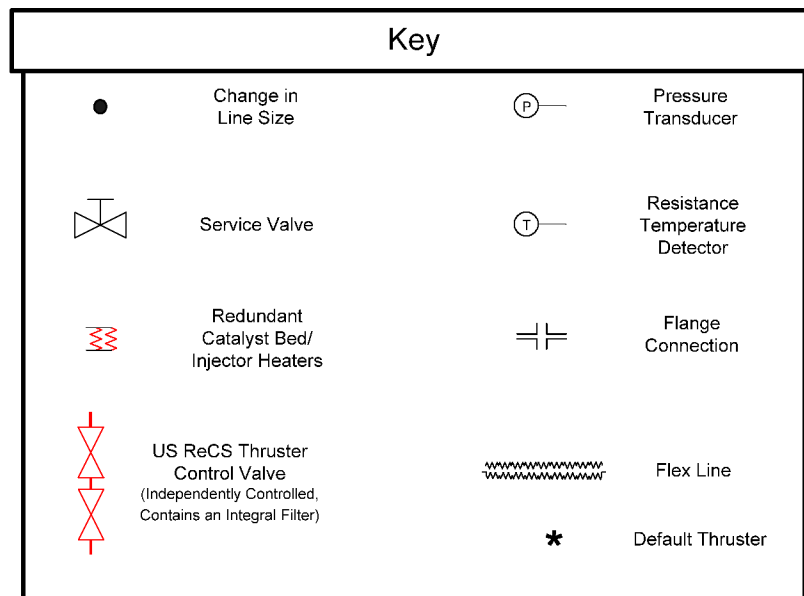 Key
Change in
Line Size
P
Pressure
Transducer
Service Valve
T
Resistance
Temperature
Detector
Redundant
Catalyst Bed/
Injector Heaters
Flange
Connection
US ReCS Thruster
Control Valve
(Independently Controlled,
Contains an Integral Filter)
Flex Line
*
Default Thruster